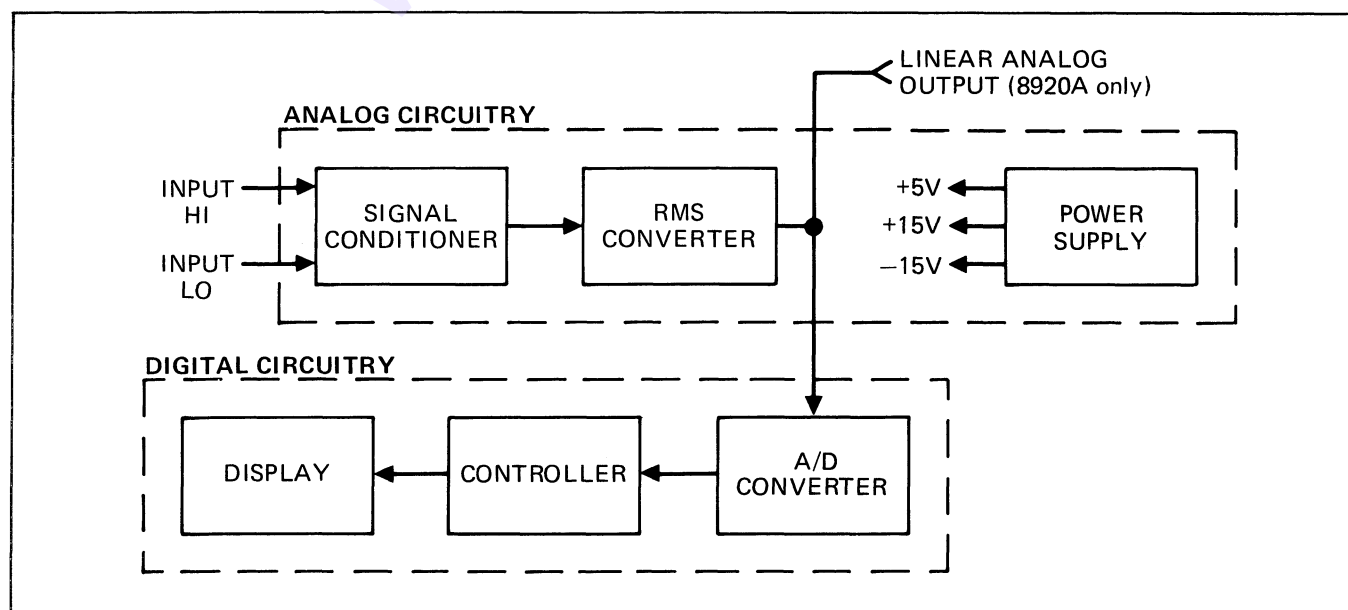 LINEAR ANALOG
OUTPUT (8920A only)
ANALOG CIRCUITRY
INPUT
HI
INPUT
LO
SIGNAL
CONDITIONER
RMS
CONVERTER
+5V
+15V
−15V
POWER
SUPPLY
DIGITAL CIRCUITRY
DISPLAY
CONTROLLER
A/D
CONVERTER